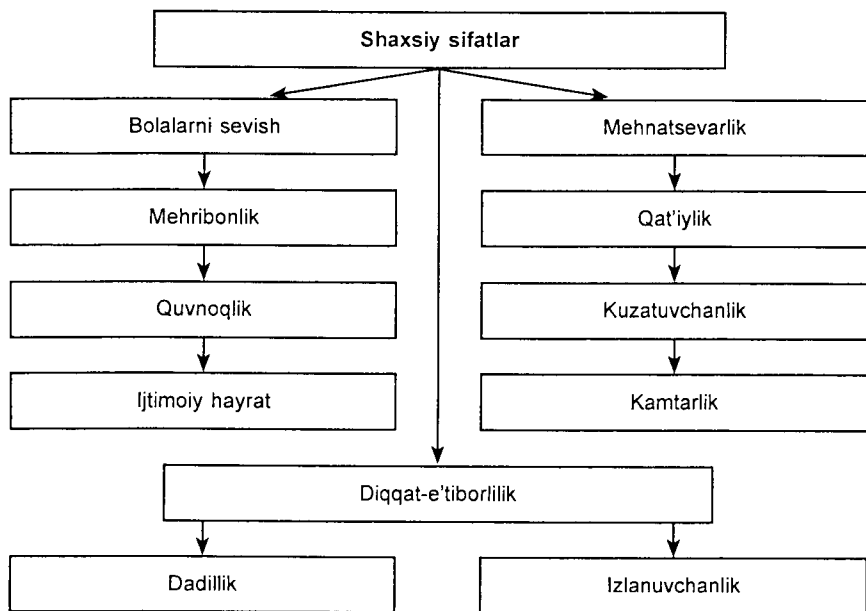 Shaxsiy sifatlar
Bolalarni sevish
Mehnatsevarlik
Mehribonlik
Qat'iylik
Quvnoqlik
Kuzatuvchanlik
Ijtimoiy hayrat
Kamtarlik
Diqqat-e'tiborlilik
Dadillik
Izlanuvchanlik